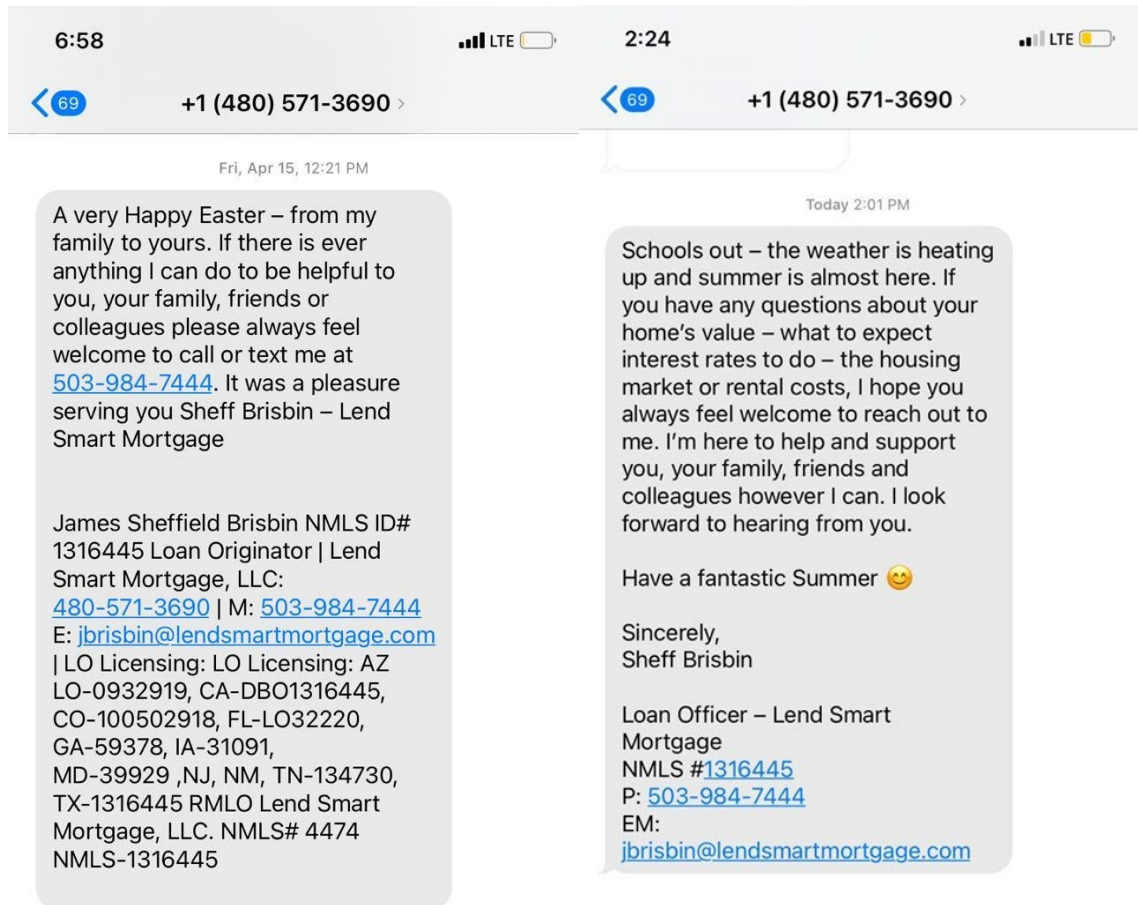 6:58
LTE
69
+1 (480) 571-3690
Fri, Apr 15, 12:21 PM
A very Happy Easter – from my
family to yours. If there is ever
anything I can do to be helpful to
you, your family, friends or
colleagues please always feel
welcome to call or text me at
503-984-7444. It was a pleasure
serving you Sheff Brisbin – Lend
Smart Mortgage
James Sheffield Brisbin NMLS ID#
1316445 Loan Originator | Lend
Smart Mortgage, LLC:
480-571-3690 | M: 503-984-7444
E: jbrisbin@lendsmartmortgage.com
| LO Licensing: LO Licensing: AZ
LO-0932919, CA-DBO1316445,
CO-100502918, FL-LO32220,
GA-59378, IA-31091,
MD-39929 ,NJ, NM, TN-134730,
TX-1316445 RMLO Lend Smart
Mortgage, LLC. NMLS# 4474
NMLS-1316445
2:24
LTE
69
+1 (480) 571-3690
Today 2:01 PM
Schools out – the weather is heating
up and summer is almost here. If
you have any questions about your
home's value – what to expect
interest rates to do – the housing
market or rental costs, I hope you
always feel welcome to reach out to
me. I'm here to help and support
you, your family, friends and
colleagues however I can. I look
forward to hearing from you.
Have a fantastic Summer 😊
Sincerely,
Sheff Brisbin
Loan Officer – Lend Smart
Mortgage
NMLS #1316445
P: 503-984-7444
EM:
jbrisbin@lendsmartmortgage.com